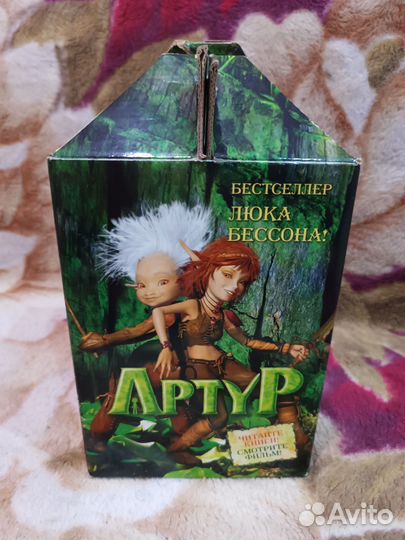 БЕСТСЕЛЛЕР
ЛЮКА
БЕССОНА!
АРТУР
ЧИТАЙТЕ
КНИГИ!
СМОТРИТЕ
ФИЛЬМ!
Avito